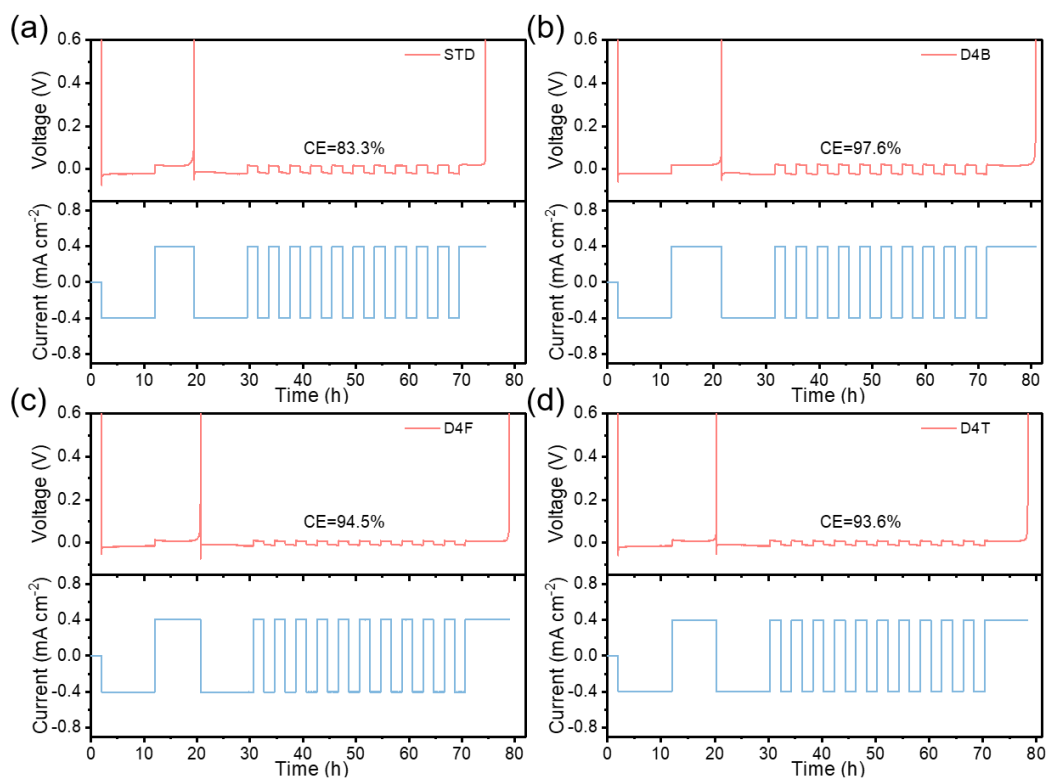 (a)
STD
CE=83.3%
Voltage (V)
0.6
0.4
0.2
0.0
Current (mA cm-2)
0.8
0.4
0.0
-0.4
-0.8
0 10 20 30 40 50 60 70 80
Time (h)
(b)
D4B
CE=97.6%
Voltage (V)
0.6
0.4
0.2
0.0
Current (mA cm-2)
0.8
0.4
0.0
-0.4
-0.8
0 10 20 30 40 50 60 70 80
Time (h)
(c)
D4F
CE=94.5%
Voltage (V)
0.6
0.4
0.2
0.0
Current (mA cm-2)
0.8
0.4
0.0
-0.4
-0.8
0 10 20 30 40 50 60 70 80
Time (h)
(d)
D4T
CE=93.6%
Voltage (V)
0.6
0.4
0.2
0.0
Current (mA cm-2)
0.8
0.4
0.0
-0.4
-0.8
0 10 20 30 40 50 60 70 80
Time (h)